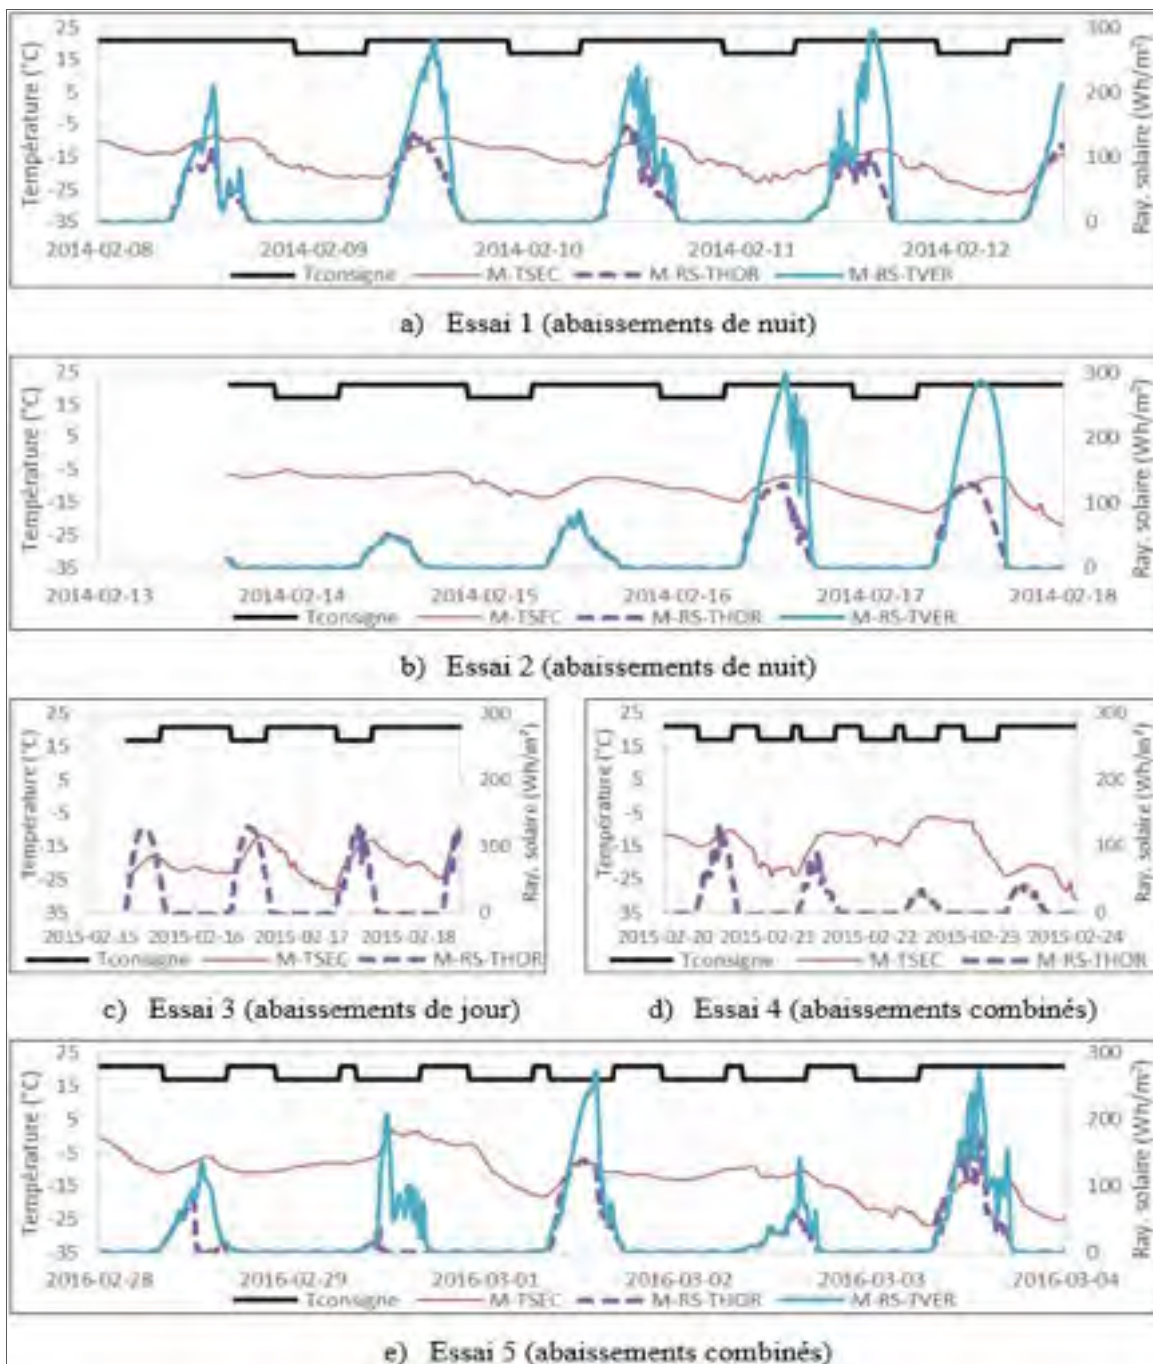 25
15
5
-5
-15
-25
-35
Température (°C)
300
200
100
0
Ray. solaire (Wh/m²)
2014-02-08 2014-02-09 2014-02-10 2014-02-11 2014-02-12
Tconsigne M-TSEC M-RS-THOR M-RS-TVER
a) Essai 1 (abaissements de nuit)
25
15
5
-5
-15
-25
-35
Température (°C)
300
200
100
0
Ray. solaire (Wh/m²)
2014-02-13 2014-02-14 2014-02-15 2014-02-16 2014-02-17 2014-02-18
Tconsigne M-TSEC M-RS-THOR M-RS-TVER
b) Essai 2 (abaissements de nuit)
25
15
5
-5
-15
-25
-35
Température (°C)
300
200
100
0
Ray. solaire (Wh/m²)
2015-02-15 2015-02-16 2015-02-17 2015-02-18
Tconsigne M-TSEC M-RS-THOR
c) Essai 3 (abaissements de jour)
25
15
5
-5
-15
-25
-35
Température (°C)
300
200
100
0
Ray. solaire (Wh/m²)
2015-02-20 2015-02-21 2015-02-22 2015-02-23 2015-02-24
Tconsigne M-TSEC M-RS-THOR
d) Essai 4 (abaissements combinés)
25
15
5
-5
-15
-25
-35
Température (°C)
300
200
100
0
Ray. solaire (Wh/m²)
2016-02-28 2016-02-29 2016-03-01 2016-03-02 2016-03-03 2016-03-04
Tconsigne M-TSEC M-RS-THOR M-RS-TVER
e) Essai 5 (abaissements combinés)